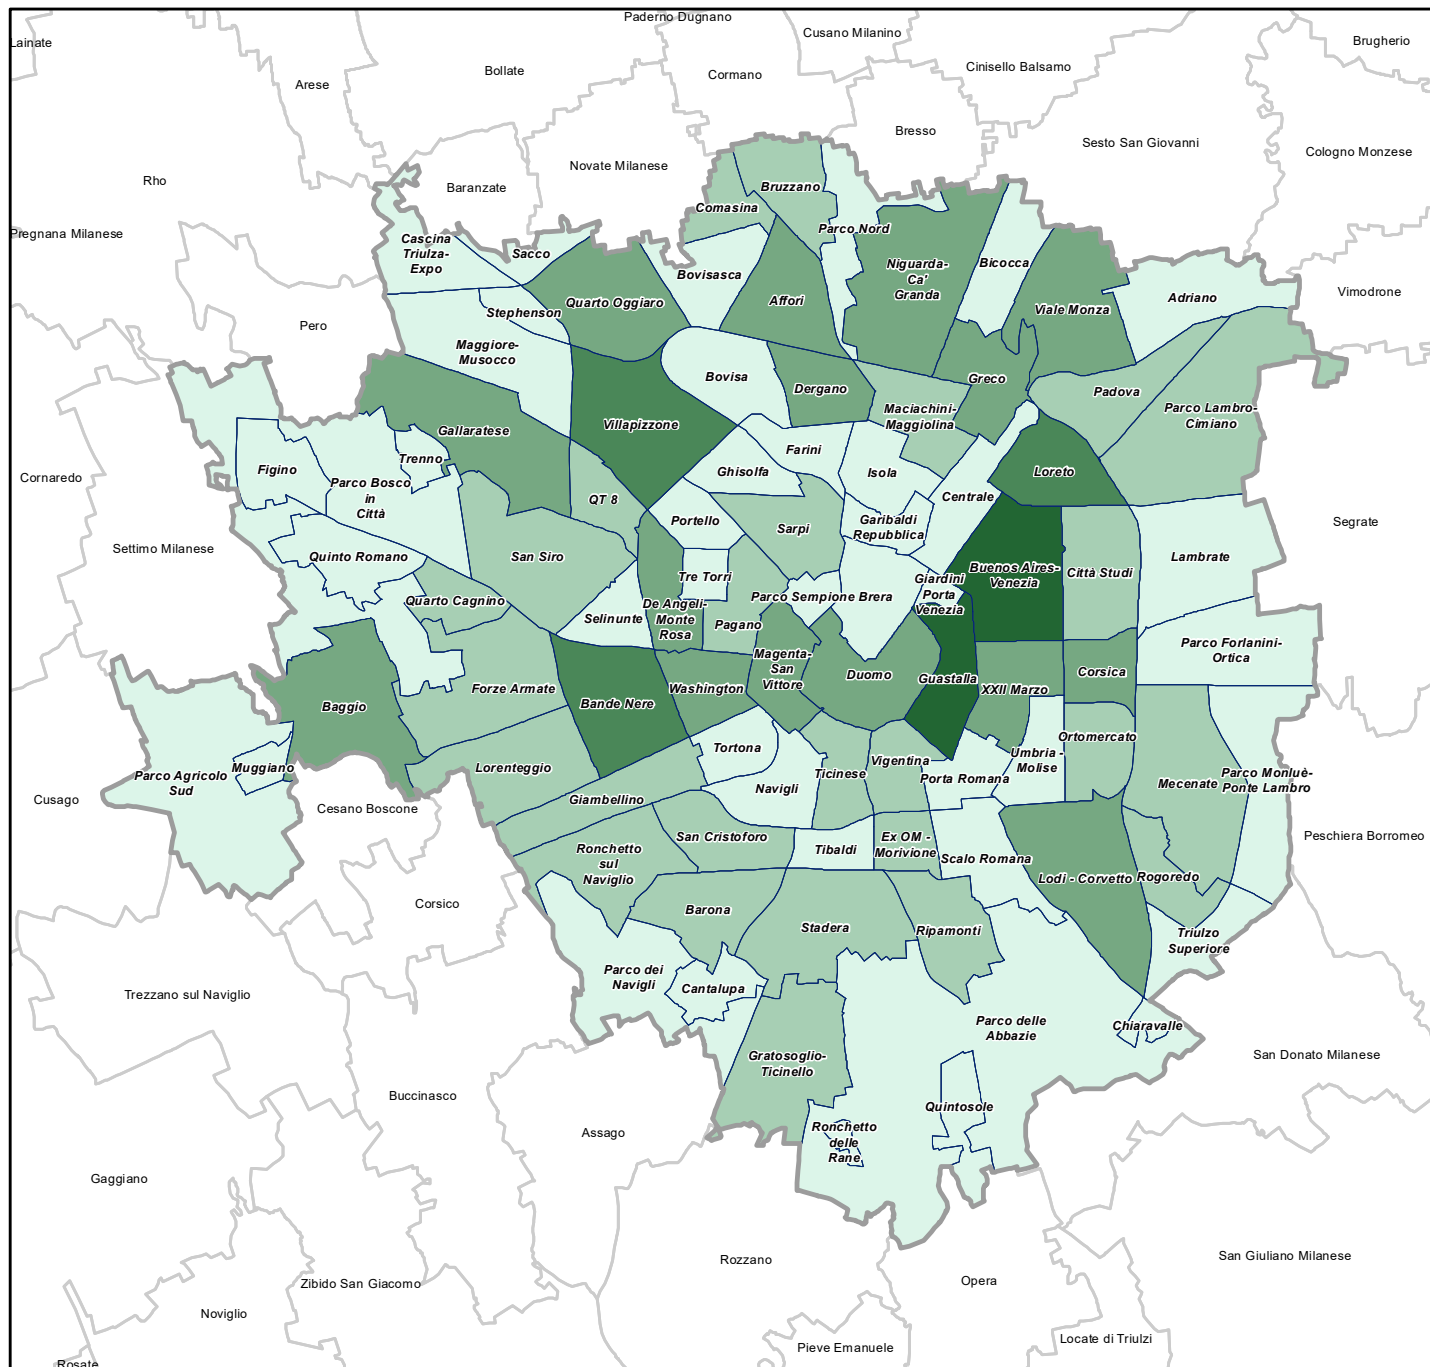 Paderno Dugnano
Cusano Milanino
Lainate
Brugherio
Cinisello Balsamo
Bollate
Cormano
Arese
Bresso
Sesto San Giovanni
Cologno Monzese
Novate Milanese
Rho
Baranzate
Bruzzano
Comasina
Pregnana Milanese
Parco Nord
Cascina
Triulza-
Expo
Sacco
Bovisasca
Niguarda-
Ca'
Granda
Bicocca
Vimodrone
Adriano
Quarto Oggiaro
Affori
Viale Monza
Stephenson
Pero
Maggiore-
Musocco
Bovisa
Dergano
Greco
Padova
Maciachini-
Maggiolina
Parco Lambro-
Cimiano
Villapizzone
Gallaratese
Farini
Trenno
Figino
Ghisolfa
Isola
Loreto
Cornaredo
Parco Bosco
in
Città
QT 8
Centrale
Portello
Sarpi
Garibaldi
Repubblica
Segrate
Settimo Milanese
Quinto Romano
San Siro
Lambrate
Buenos Aires-
Venezia
Città Studi
Tre Torri
Giardini
Porta
Venezia
Parco Sempione
Brera
Quarto Cagnino
De Angeli-
Monte
Rosa
Selinunte
Pagano
Parco Forlanini-
Ortica
Magenta-
San
Vittore
Duomo
Guastalla
Corsica
Forze Armate
Washington
XXII Marzo
Bande Nere
Baggio
Ortomercato
Tortona
Umbria -
Molise
Vigentina
Lorenteggio
Muggiano
Parco Agricolo
Sud
Ticinese
Porta Romana
Parco Monluè-
Ponte Lambro
Mecenate
Navigli
Giambellino
Cusago
Cesano Boscone
San Cristoforo
Peschiera Borromeo
Ex OM -
Morivione
Tibaldi
Ronchetto
sul
Naviglio
Scalo Romana
Lodi - Corvetto
Rogoredo
Corsico
Barona
Stadera
Ripamonti
Triulzo
Superiore
Parco dei
Navigli
Cantalupa
Trezzano sul Naviglio
Parco delle
Abbazie
Chiaravalle
San Donato Milanese
Gratosoglio-
Ticinello
Buccinasco
Quintosole
Assago
Ronchetto
delle
Rane
Gaggiano
San Giuliano Milanese
Rozzano
Opera
Zibido San Giacomo
Noviglio
Locate di Triulzi
Pieve Emanuele
Rosate